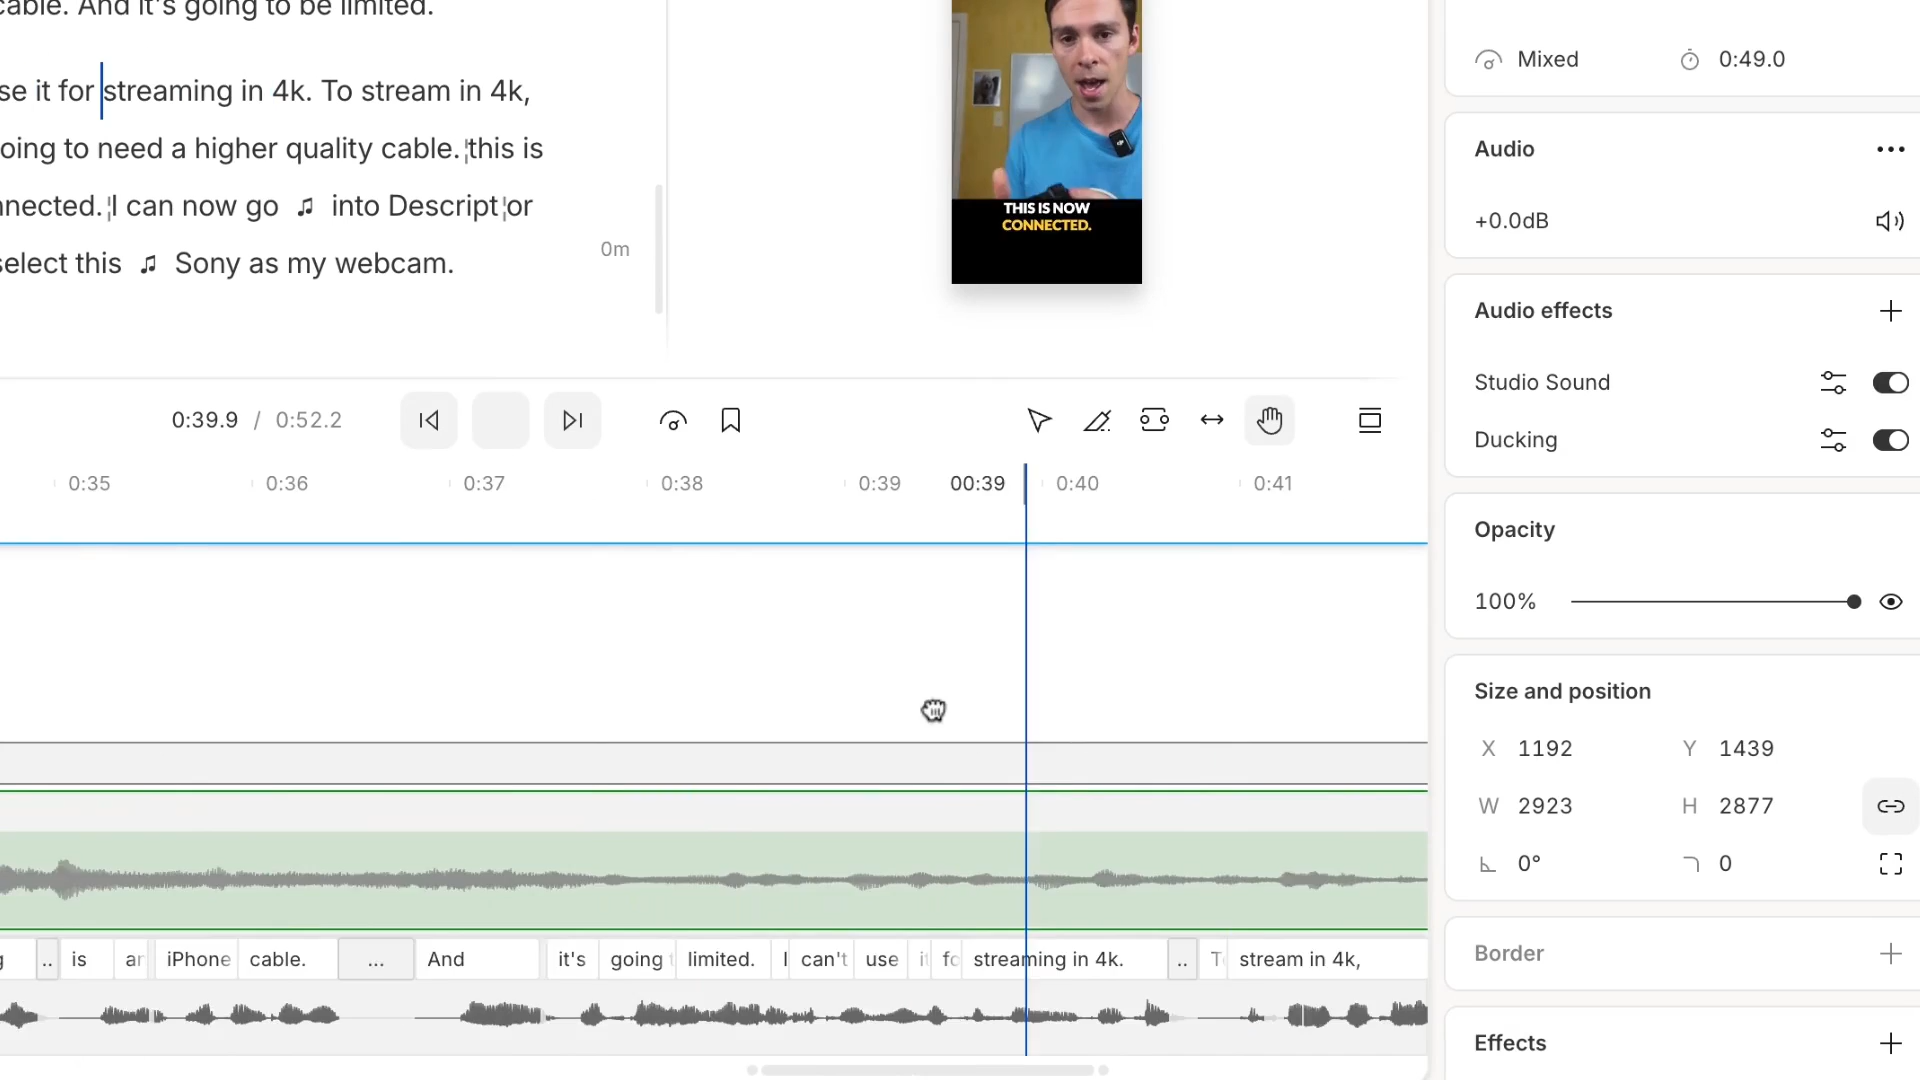 cable. And it's going to be limited.
se it for streaming in 4k. To stream in 4k,
oing to need a higher quality cable. this is
nnected. I can now go ♫ into Descript or
select this ♫ Sony as my webcam.
0m
THIS IS NOW
CONNECTED.
0:39.9 / 0:52.2
0:35 0:36 0:37 0:38 0:39 00:39 0:40 0:41
g .. is ar iPhone cable. ... And it's going t limited. I can't use it fo streaming in 4k. .. To stream in 4k,
Mixed 0:49.0
Audio
+0.0dB
Audio effects
Studio Sound
Ducking
Opacity
100%
Size and position
X 1192 Y 1439
W 2923 H 2877
0° 0
Border
Effects